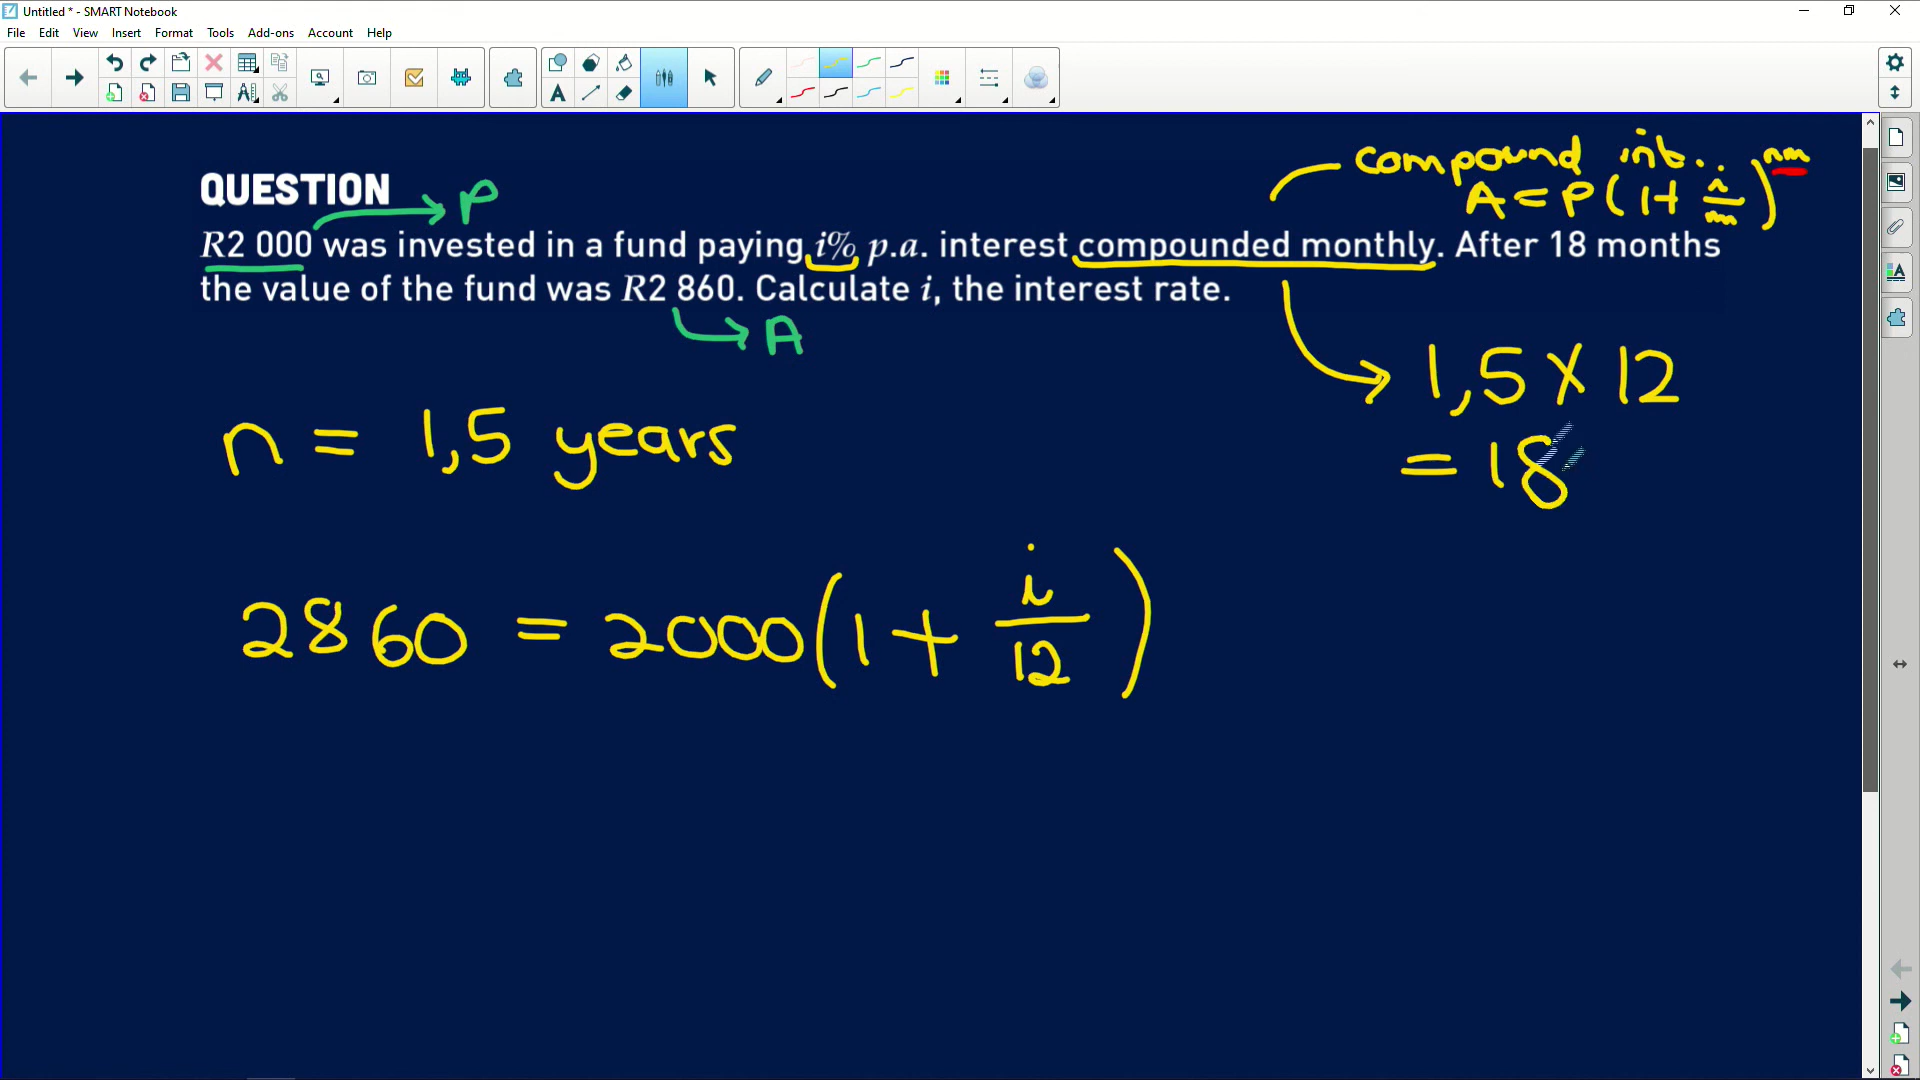 Untitled * - SMART Notebook
File Edit View Insert Format Tools Add-ons Account Help
compound int.
A = P(1 + i/m)^nm
QUESTION → P
R2 000 was invested in a fund paying i% p.a. interest compounded monthly. After 18 months
the value of the fund was R2 860. Calculate i, the interest rate.
→ A
1,5 X 12
= 18
n = 1,5 years
2860 = 2000(1 + i/12)